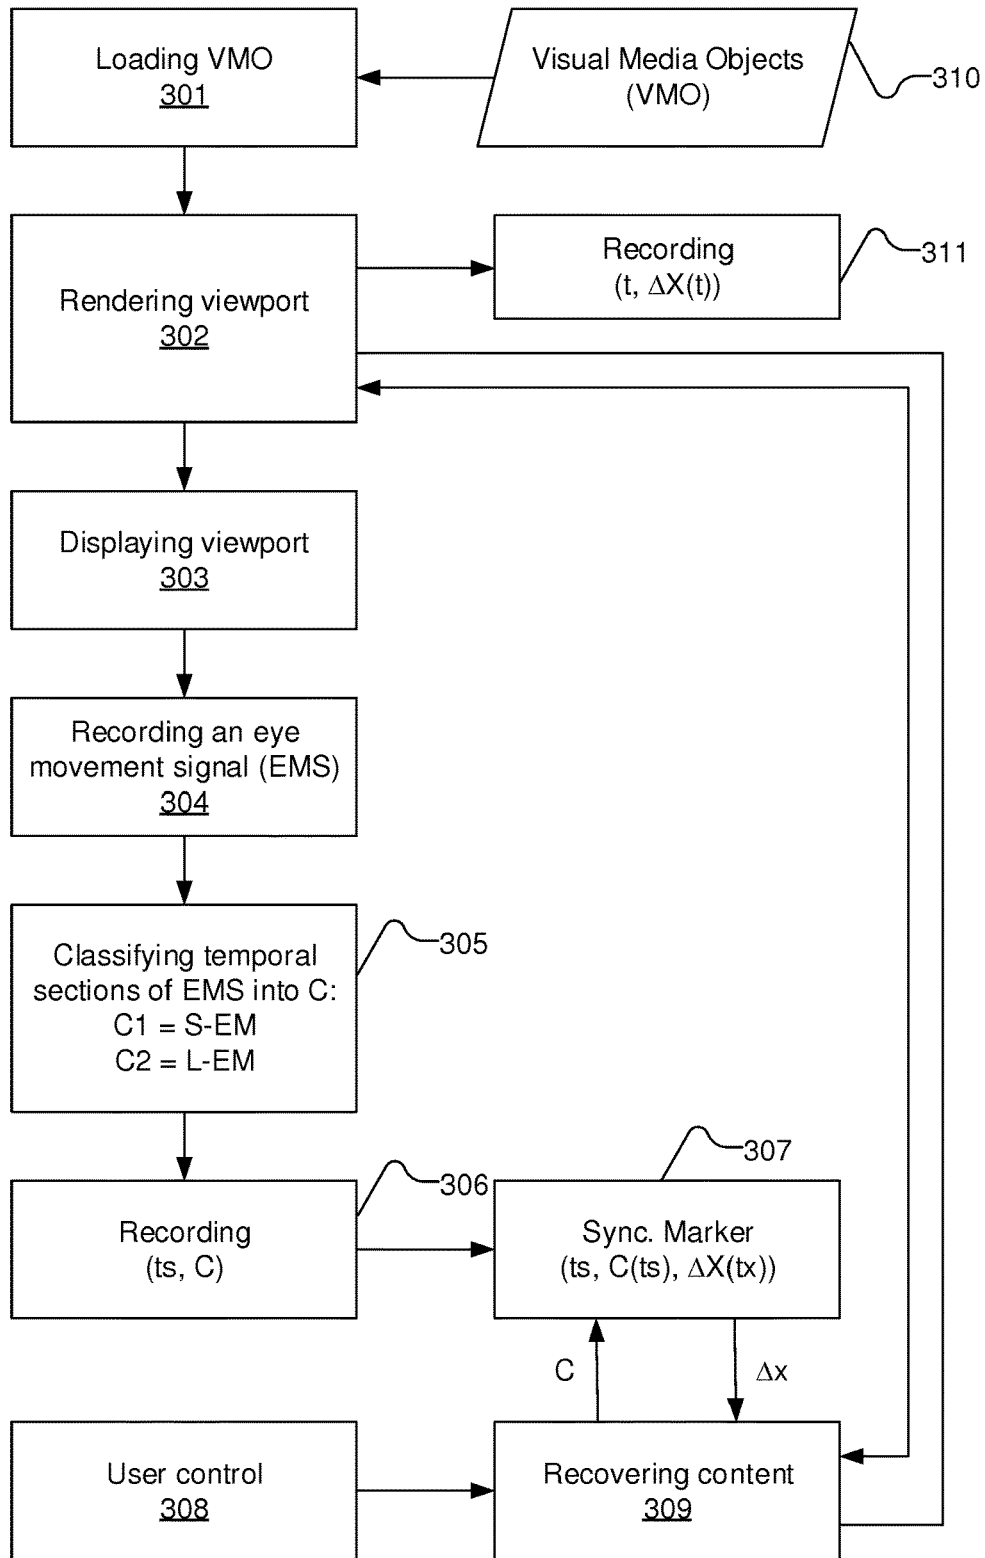 Loading VMO
301
Visual Media Objects
(VMO)
310
Rendering viewport
302
Recording
(t, ΔX(t))
311
Displaying viewport
303
Recording an eye
movement signal (EMS)
304
Classifying temporal
sections of EMS into C:
C1 = S-EM
C2 = L-EM
305
Recording
(ts, C)
306
Sync. Marker
(ts, C(ts), ΔX(tx))
307
C
Δx
User control
308
Recovering content
309